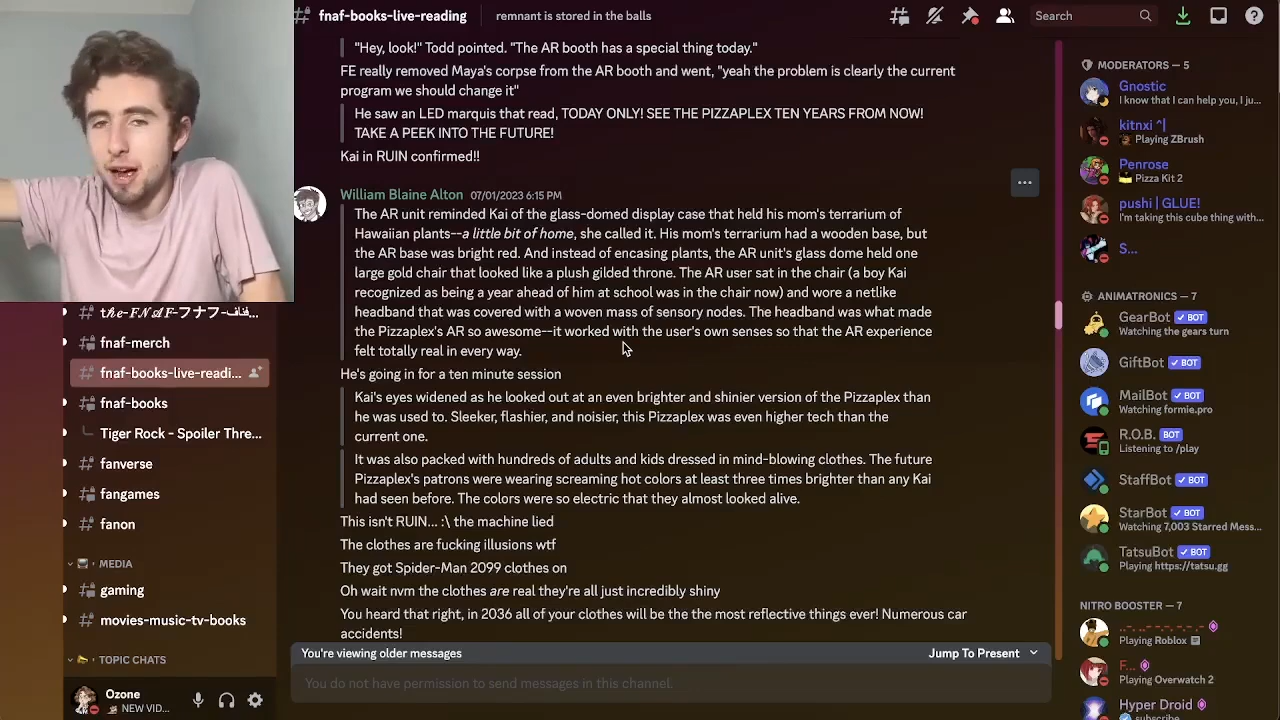 fnaf-books-live-reading
remnant is stored in the balls
Search
"Hey, look!" Todd pointed. "The AR booth has a special thing today."
FE really removed Maya's corpse from the AR booth and went, "yeah the problem is clearly the current
program we should change it"
He saw an LED marquis that read, TODAY ONLY! SEE THE PIZZAPLEX TEN YEARS FROM NOW!
TAKE A PEEK INTO THE FUTURE!
Kai in RUIN confirmed!!
William Blaine Alton 07/01/2023 6:15 PM
The AR unit reminded Kai of the glass-domed display case that held his mom's terrarium of
Hawaiian plants--a little bit of home, she called it. His mom's terrarium had a wooden base, but
the AR base was bright red. And instead of encasing plants, the AR unit's glass dome held one
large gold chair that looked like a plush gilded throne. The AR user sat in the chair (a boy Kai
recognized as being a year ahead of him at school was in the chair now) and wore a netlike
headband that was covered with a woven mass of sensory nodes. The headband was what made
the Pizzaplex's AR so awesome--it worked with the user's own senses so that the AR experience
felt totally real in every way.
He's going in for a ten minute session
Kai's eyes widened as he looked out at an even brighter and shinier version of the Pizzaplex than
he was used to. Sleeker, flashier, and noisier, this Pizzaplex was even higher tech than the
current one.
It was also packed with hundreds of adults and kids dressed in mind-blowing clothes. The future
Pizzaplex's patrons were wearing screaming hot colors at least three times brighter than any Kai
had seen before. The colors were so electric that they almost looked alive.
This isn't RUIN... :\ the machine lied
The clothes are fucking illusions wtf
They got Spider-Man 2099 clothes on
Oh wait nvm the clothes are real they're all just incredibly shiny
You heard that right, in 2036 all of your clothes will be the the most reflective things ever! Numerous car
accidents!
You're viewing older messages
Jump To Present
You do not have permission to send messages in this channel.
fnaf-merch
fnaf-books-live-readi...
fnaf-books
Tiger Rock - Spoiler Thre...
fanverse
fangames
fanon
MEDIA
gaming
movies-music-tv-books
TOPIC CHATS
Ozone
NEW VID...
MODERATORS — 5
Gnostic
I know that I can help you, I ju...
kitnxi ^|
Playing ZBrush
Penrose
Pizza Kit 2
pushi | GLUE!
I'm taking this cube thing with...
S...
ANIMATRONICS — 7
GearBot BOT
Watching the gears turn
GiftBot BOT
MailBot BOT
Watching formie.pro
R.O.B. BOT
Listening to /play
StaffBot BOT
StarBot BOT
Watching 7,003 Starred Mess...
TatsuBot BOT
Playing https://tatsu.gg
NITRO BOOSTER — 7
Playing Roblox
F...
Playing Overwatch 2
Hyper Droid
subscribe